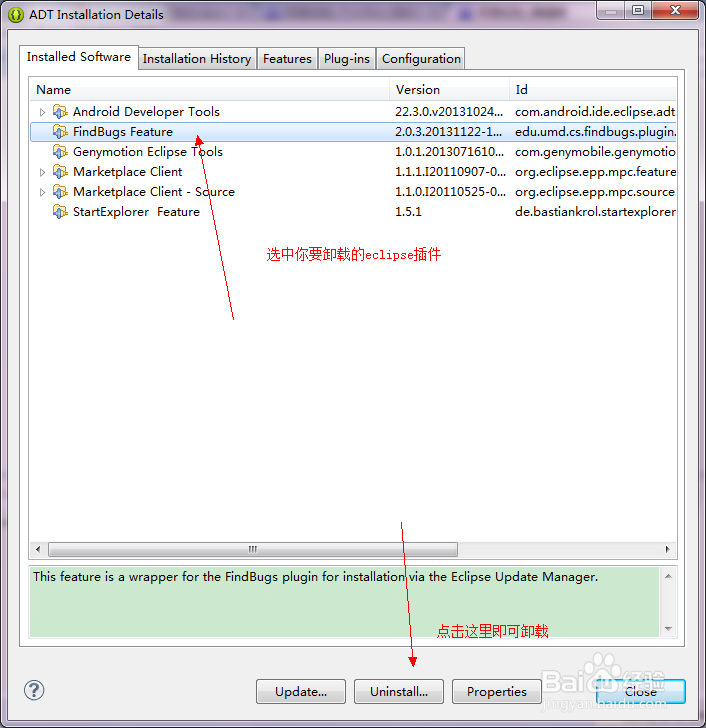 ADT Installation Details
Installed Software Installation History Features Plug-ins Configuration
Name Version Id
Android Developer Tools 22.3.0.v20131024... com.android.ide.eclipse.adt
FindBugs Feature 2.0.3.20131122-1... edu.umd.cs.findbugs.plugin.
Genymotion Eclipse Tools 1.0.1.2013071610... com.genymobile.genymotio
Marketplace Client 1.1.1.I20110907-0... org.eclipse.epp.mpc.feature
Marketplace Client - Source 1.1.0.I20110525-0... org.eclipse.epp.mpc.source
StartExplorer Feature 1.5.1 de.bastiankrol.startexplorer
选中你要卸载的eclipse插件
This feature is a wrapper for the FindBugs plugin for installation via the Eclipse Update Manager.
点击这里即可卸载
Update... Uninstall... Properties Close
Baidu经验
jingyan.baidu.com